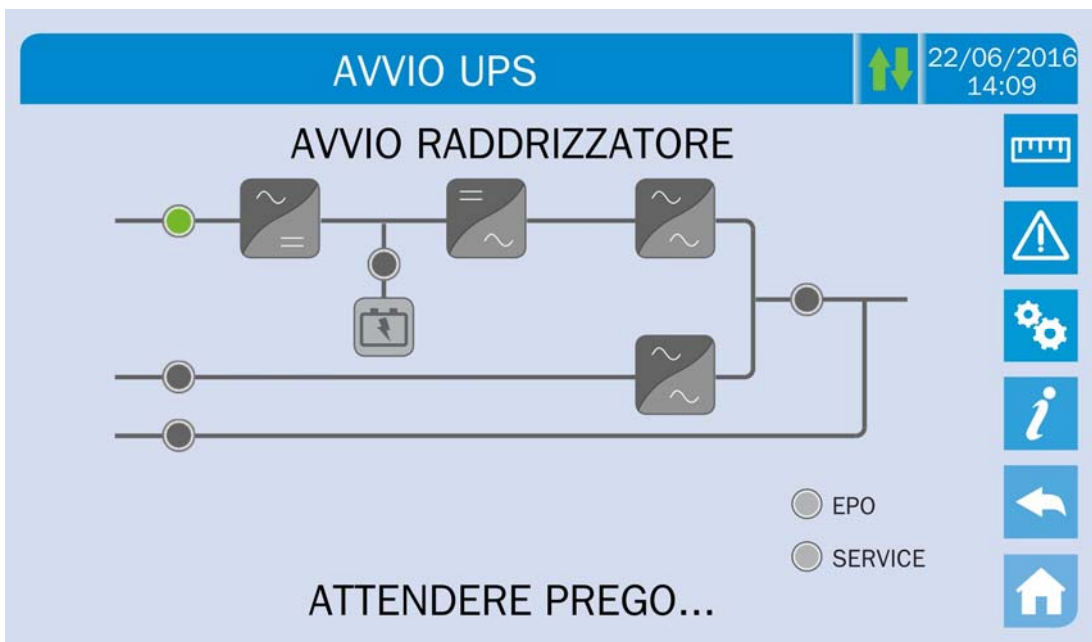 AVVIO UPS
22/06/2016
14:09
AVVIO RADDRIZZATORE
EPO
SERVICE
ATTENDERE PREGO...